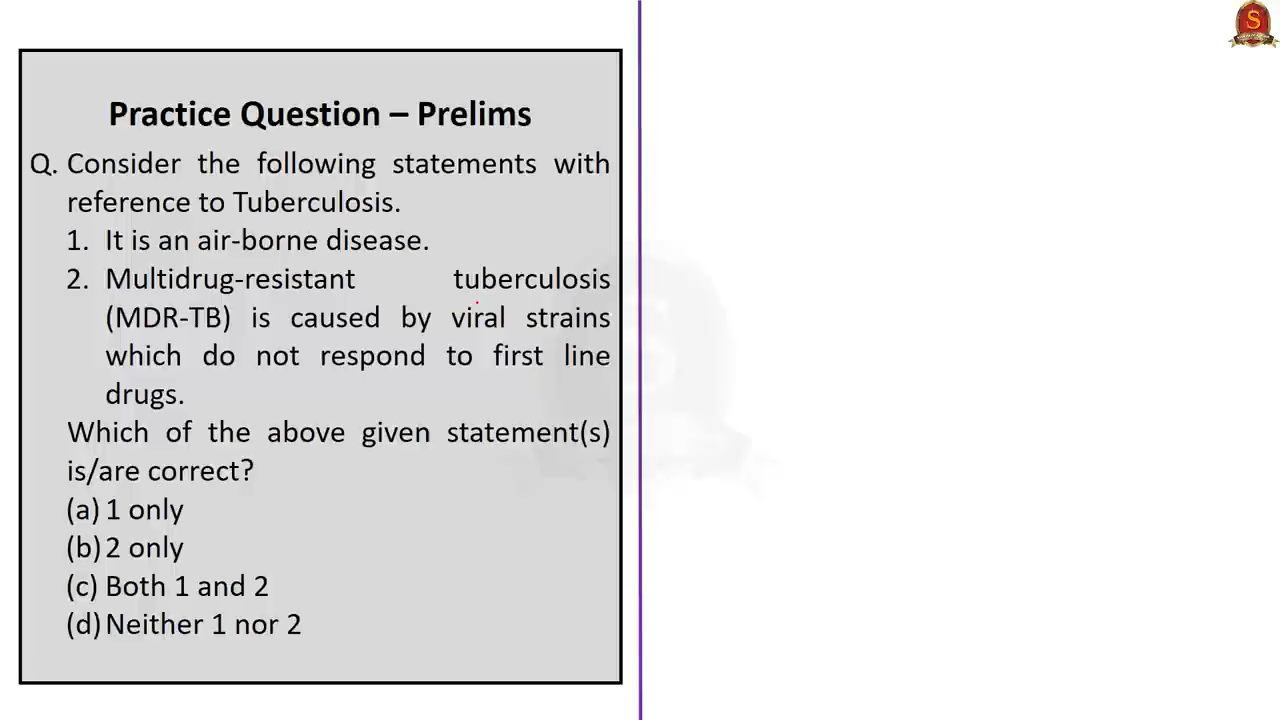 Practice Question – Prelims
Q. Consider the following statements with
reference to Tuberculosis.
1. It is an air-borne disease.
2. Multidrug-resistant tuberculosis
(MDR-TB) is caused by viral strains
which do not respond to first line
drugs.
Which of the above given statement(s)
is/are correct?
(a) 1 only
(b) 2 only
(c) Both 1 and 2
(d) Neither 1 nor 2
S